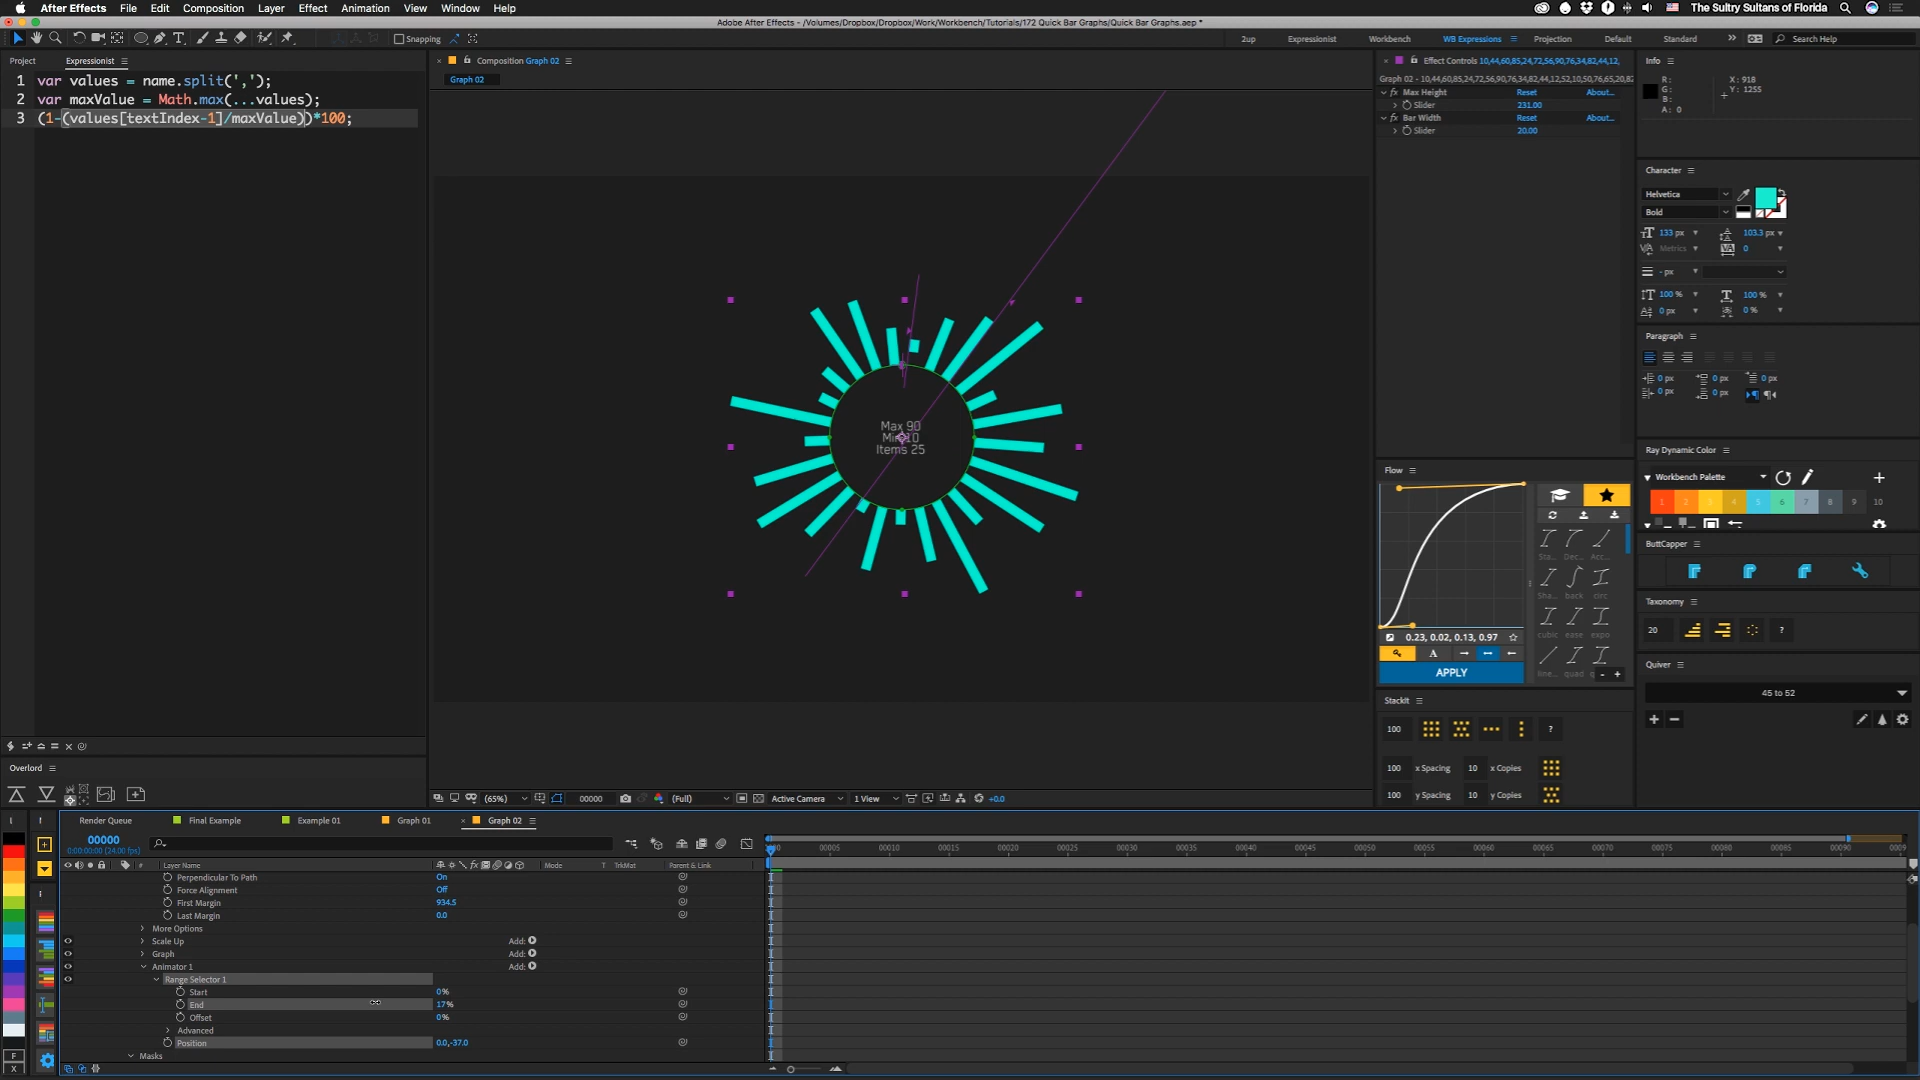 After Effects File Edit Composition Layer Effect Animation View Window Help
The Sultry Sultans of Florida
Adobe After Effects - /Volumes/Dropbox/Dropbox/Work/Workbench/Tutorials/172 Quick Bar Graphs/Quick Bar Graphs.aep *
Snapping
2up Expressionist Workbench WB Expressions Projection Default Standard Search Help
Project Expressionist
1 var values = name.split(',');
2 var maxValue = Math.max(...values);
3 (1-(values[textIndex-1]/maxValue))*100;
Composition Graph 02
Graph 02
Max 90
Items 25
Effect Controls 10,44,60,85,24,72,56,90,76,34,82,44,12,
Graph 02 - 10,44,60,85,24,72,56,90,76,34,82,44,12,52,10,50,76,65,20,82
fx Max Height Reset About...
Slider 231.00
fx Bar Width Reset About...
Slider 20.00
Info
R:
G:
B:
A: 0
X: 918
Y: 1255
Character
Helvetica
Bold
133 px 103.3 px
Metrics 0
- px
100 % 100 %
0 px 0 %
Paragraph
0 px 0 px 0 px
0 px 0 px
Ray Dynamic Color
Workbench Palette
1 2 3 4 5 6 7 8 9 10
ButtCapper
Taxonomy
20 ?
Quiver
45 to 52
Flow
Sta... Dec... Acc...
Sha... back circ
cubic ease expo
line... quad
0.23, 0.02, 0.13, 0.97
A
APPLY
StackIt
100 ?
100 x Spacing 10 x Copies
100 y Spacing 10 y Copies
Overlord
(65%) 00000 (Full) Active Camera 1 View +0.0
Render Queue Final Example Example 01 Graph 01 Graph 02
00000
0:00:00:00 (24.00 fps)
# Layer Name Mode T TrkMat Parent & Link
00005 00010 00015 00020 00025 00030 00035 00040 00045 00050 00055 00060 00065 00070 00075 00080 00085 00090 0009
Perpendicular To Path On
Force Alignment Off
First Margin 934.5
Last Margin 0.0
More Options
Scale Up Add:
Graph Add:
Animator 1 Add:
Range Selector 1
Start 0%
End 17%
Offset 0%
Advanced
Position 0.0,-37.0
Masks
F
X